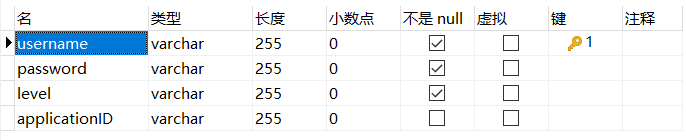 名 类型 长度 小数点 不是 null 虚拟 键 注释
username varchar 255 0 1
password varchar 255 0
level varchar 255 0
applicationID varchar 255 0